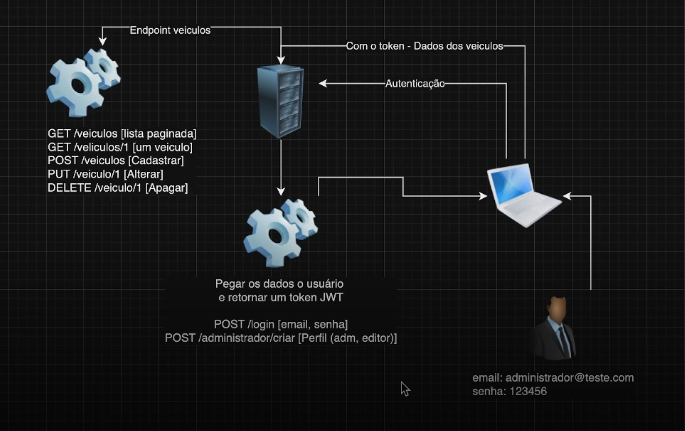 Endpoint veiculos
Com o token - Dados dos veiculos
Autenticação
GET /veiculos [lista paginada]
GET /veliculos/1 [um veiculo]
POST /veiculos [Cadastrar]
PUT /veiculo/1 [Alterar]
DELETE /veiculo/1 [Apagar]
Pegar os dados o usuário
e retornar um token JWT
POST /login [email, senha]
POST /administrador/criar [Perfil (adm, editor)]
email: administrador@teste.com
senha: 123456